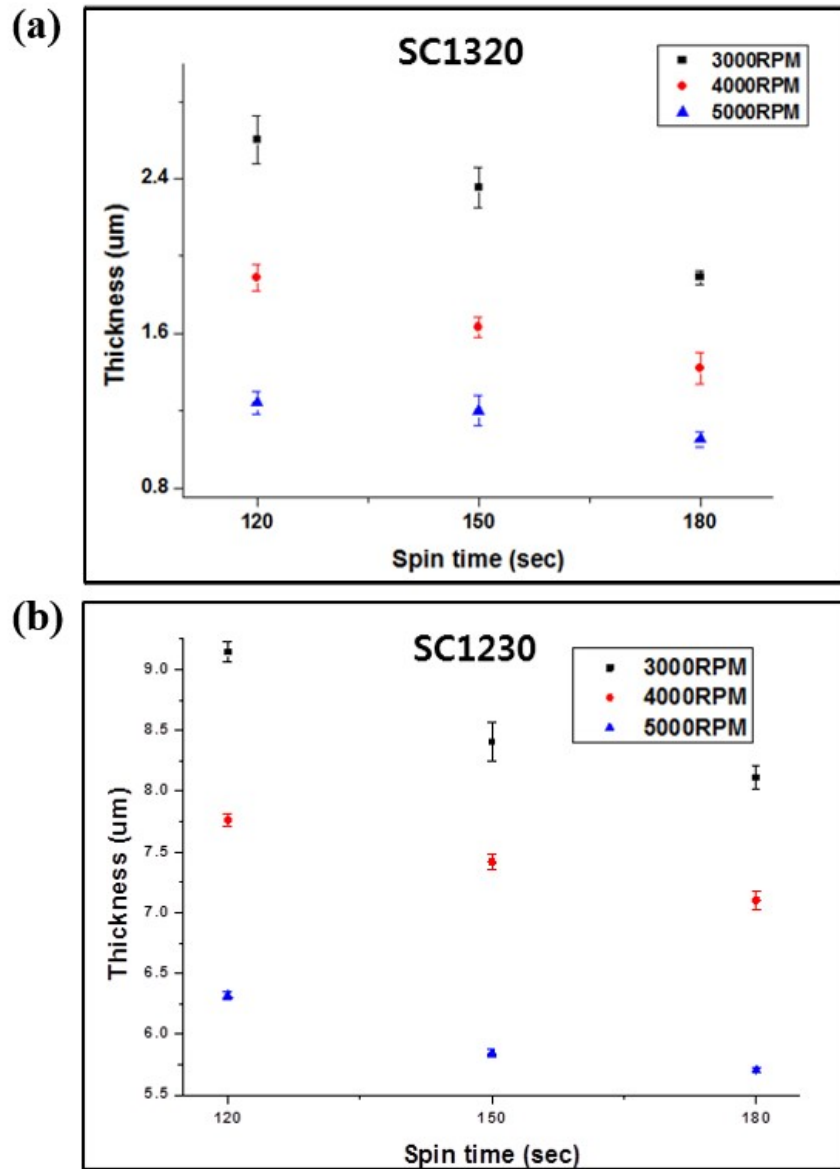 (a)
SC1320
3000RPM
4000RPM
5000RPM
Thickness (um)
2.4
1.6
0.8
120 150 180
Spin time (sec)
(b)
SC1230
3000RPM
4000RPM
5000RPM
Thickness (um)
9.0
8.5
8.0
7.5
7.0
6.5
6.0
5.5
120 150 180
Spin time (sec)